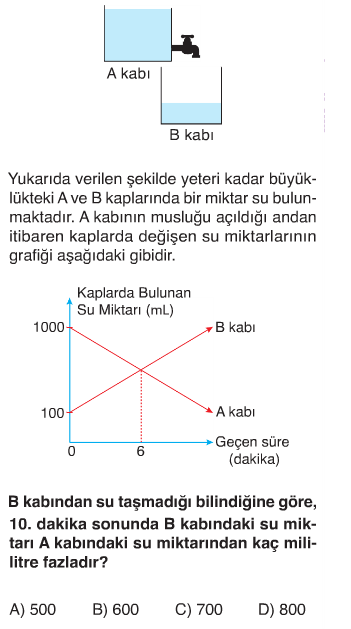 A kabı
B kabı
Yukarıda verilen şekilde yeteri kadar büyük-
lükteki A ve B kaplarında bir miktar su bulun-
maktadır. A kabının musluğu açıldığı andan
itibaren kaplarda değişen su miktarlarının
grafiği aşağıdaki gibidir.
Kaplarda Bulunan
Su Miktarı (mL)
1000
B kabı
100
A kabı
0
6
Geçen süre
(dakika)
B kabından su taşmadığı bilindiğine göre,
10. dakika sonunda B kabındaki su mik-
tarı A kabındaki su miktarından kaç mili-
litre fazladır?
A) 500 B) 600 C) 700 D) 800